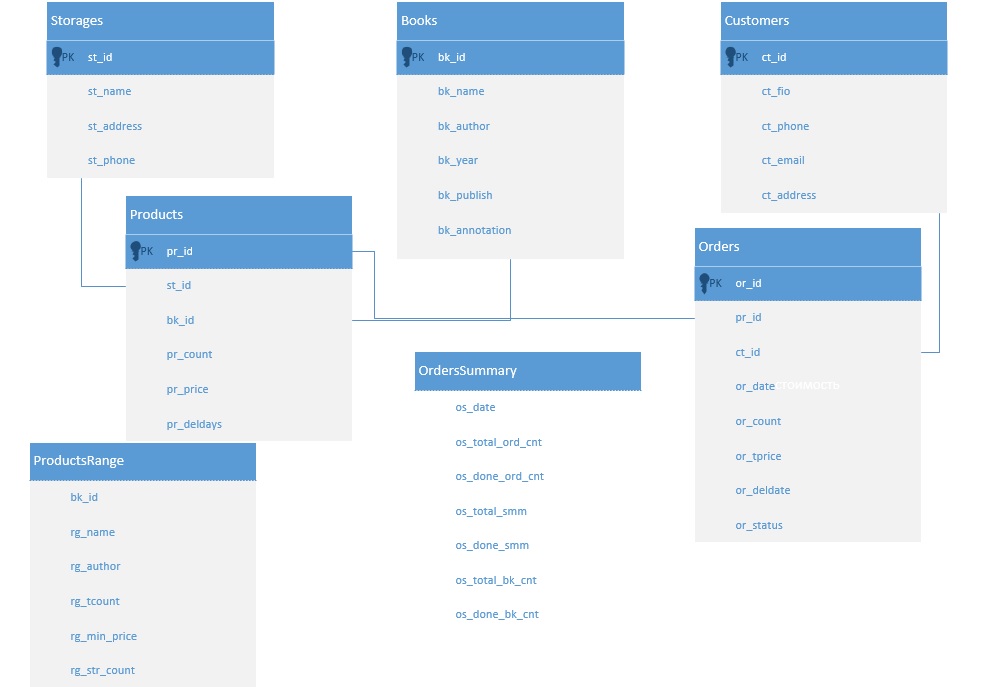 Storages
PK st_id
st_name
st_address
st_phone
Books
PK bk_id
bk_name
bk_author
bk_year
bk_publish
bk_annotation
Customers
PK ct_id
ct_fio
ct_phone
ct_email
ct_address
Products
PK pr_id
st_id
bk_id
pr_count
pr_price
pr_deldays
Orders
PK or_id
pr_id
ct_id
or_date стоимость
or_count
or_tprice
or_deldate
or_status
OrdersSummary
os_date
os_total_ord_cnt
os_done_ord_cnt
os_total_smm
os_done_smm
os_total_bk_cnt
os_done_bk_cnt
ProductsRange
bk_id
rg_name
rg_author
rg_tcount
rg_min_price
rg_str_count